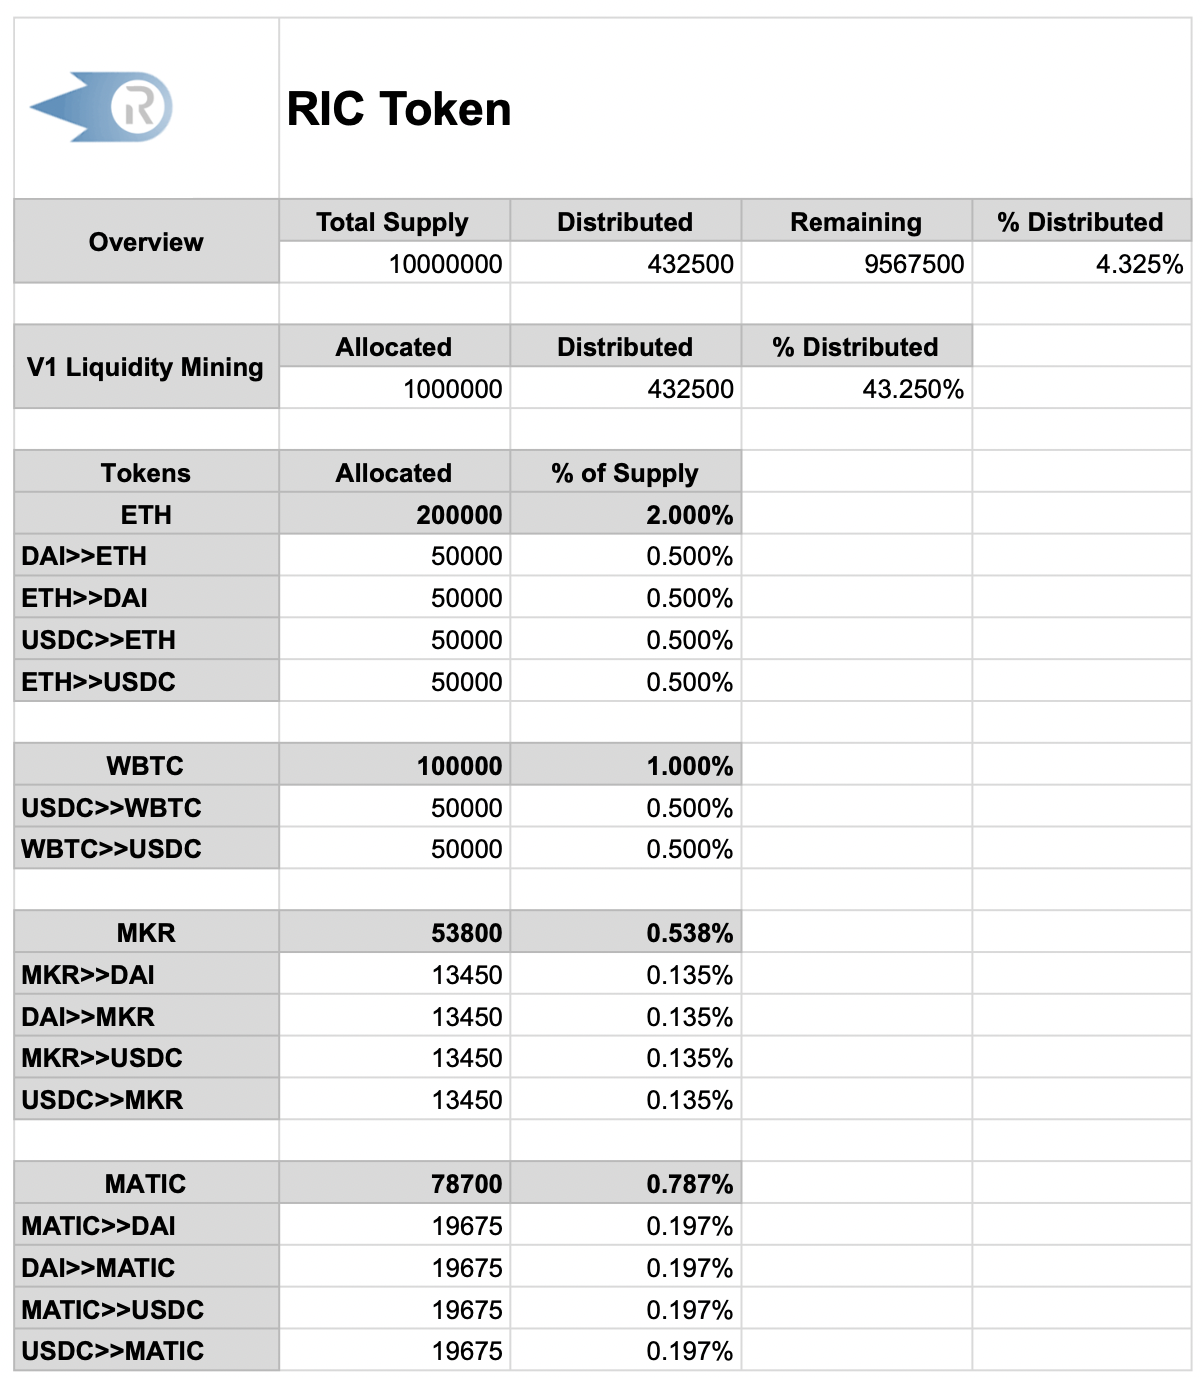 R
RIC Token
Overview
Total Supply Distributed Remaining % Distributed
10000000 432500 9567500 4.325%
V1 Liquidity Mining
Allocated Distributed % Distributed
1000000 432500 43.250%
Tokens Allocated % of Supply
ETH 200000 2.000%
DAI>>ETH 50000 0.500%
ETH>>DAI 50000 0.500%
USDC>>ETH 50000 0.500%
ETH>>USDC 50000 0.500%
WBTC 100000 1.000%
USDC>>WBTC 50000 0.500%
WBTC>>USDC 50000 0.500%
MKR 53800 0.538%
MKR>>DAI 13450 0.135%
DAI>>MKR 13450 0.135%
MKR>>USDC 13450 0.135%
USDC>>MKR 13450 0.135%
MATIC 78700 0.787%
MATIC>>DAI 19675 0.197%
DAI>>MATIC 19675 0.197%
MATIC>>USDC 19675 0.197%
USDC>>MATIC 19675 0.197%